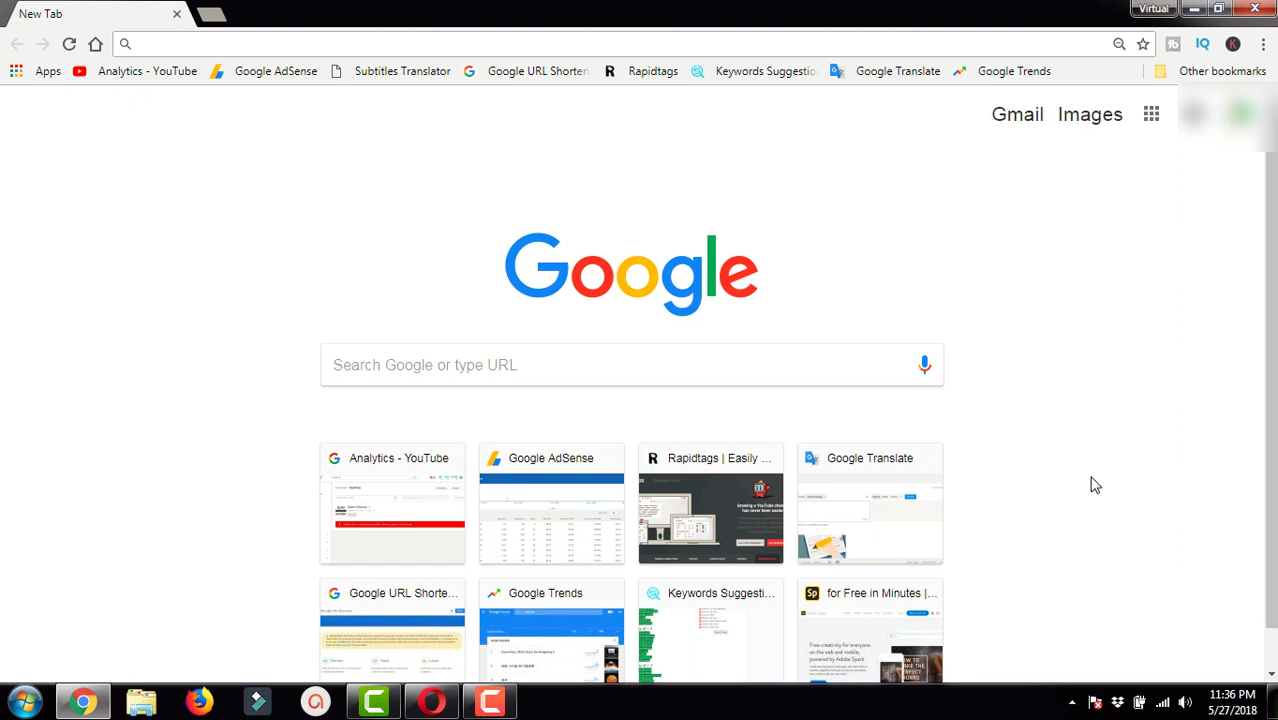 New Tab
Virtual
Apps Analytics - YouTube Google AdSense Subtitles Translator Google URL Shorten Rapidtags Keywords Suggestio Google Translate Google Trends Other bookmarks
Gmail Images
Google
Search Google or type URL
Analytics - YouTube Google AdSense Rapidtags | Easily ... Google Translate
Google URL Shorte... Google Trends Keywords Suggesti... for Free in Minutes |...
11:36 PM
5/27/2018